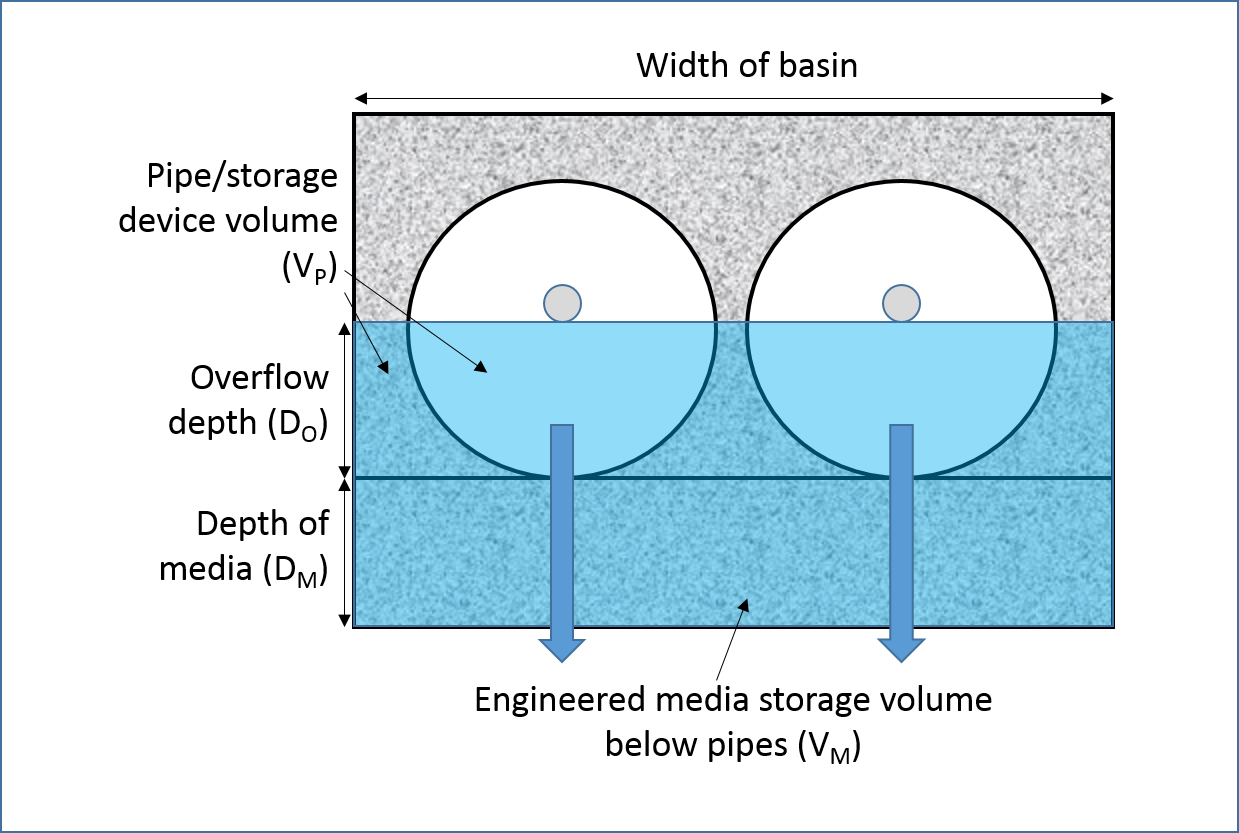 Width of basin
Pipe/storage
device volume
(VP)
Overflow
depth (DO)
Depth of
media (DM)
Engineered media storage volume
below pipes (VM)